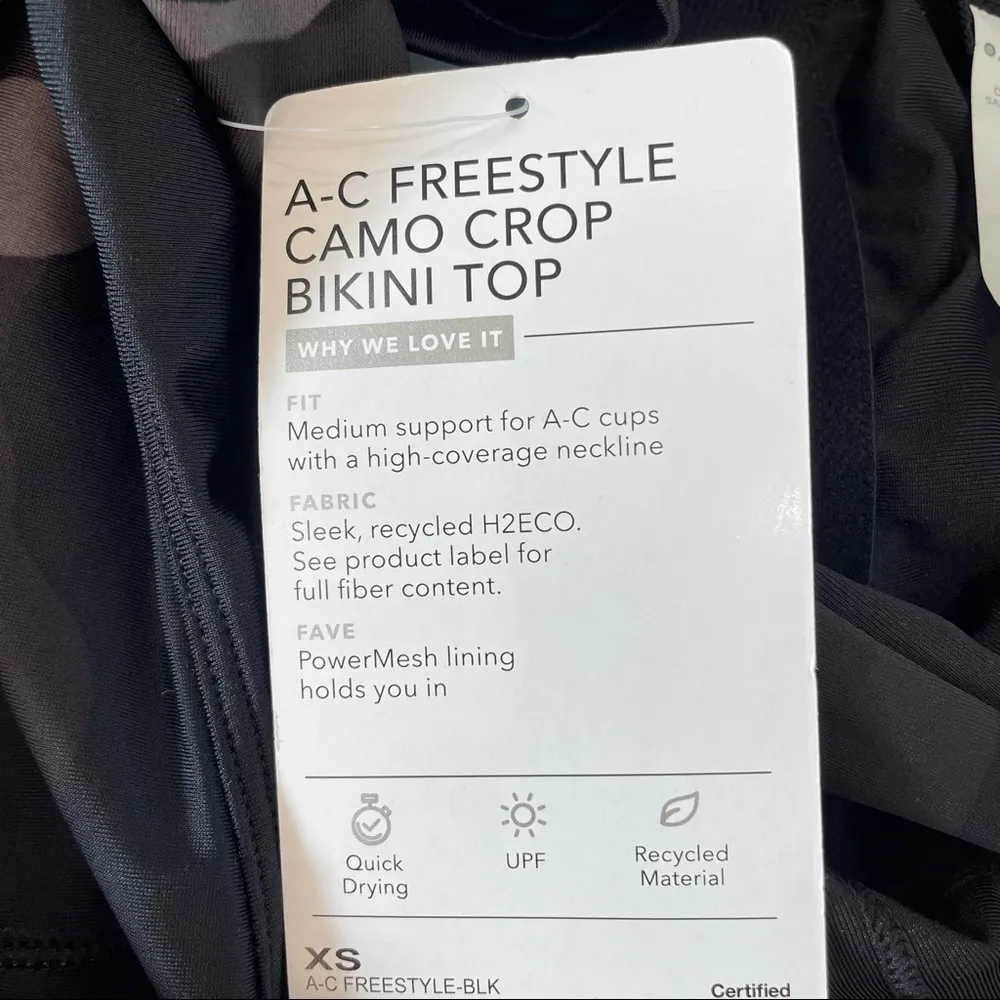 A-C FREESTYLE
CAMO CROP
BIKINI TOP
WHY WE LOVE IT
FIT
Medium support for A-C cups
with a high-coverage neckline
FABRIC
Sleek, recycled H2ECO.
See product label for
full fiber content.
FAVE
PowerMesh lining
holds you in
Quick
Drying
UPF
Recycled
Material
XS
A-C FREESTYLE-BLK
Certified